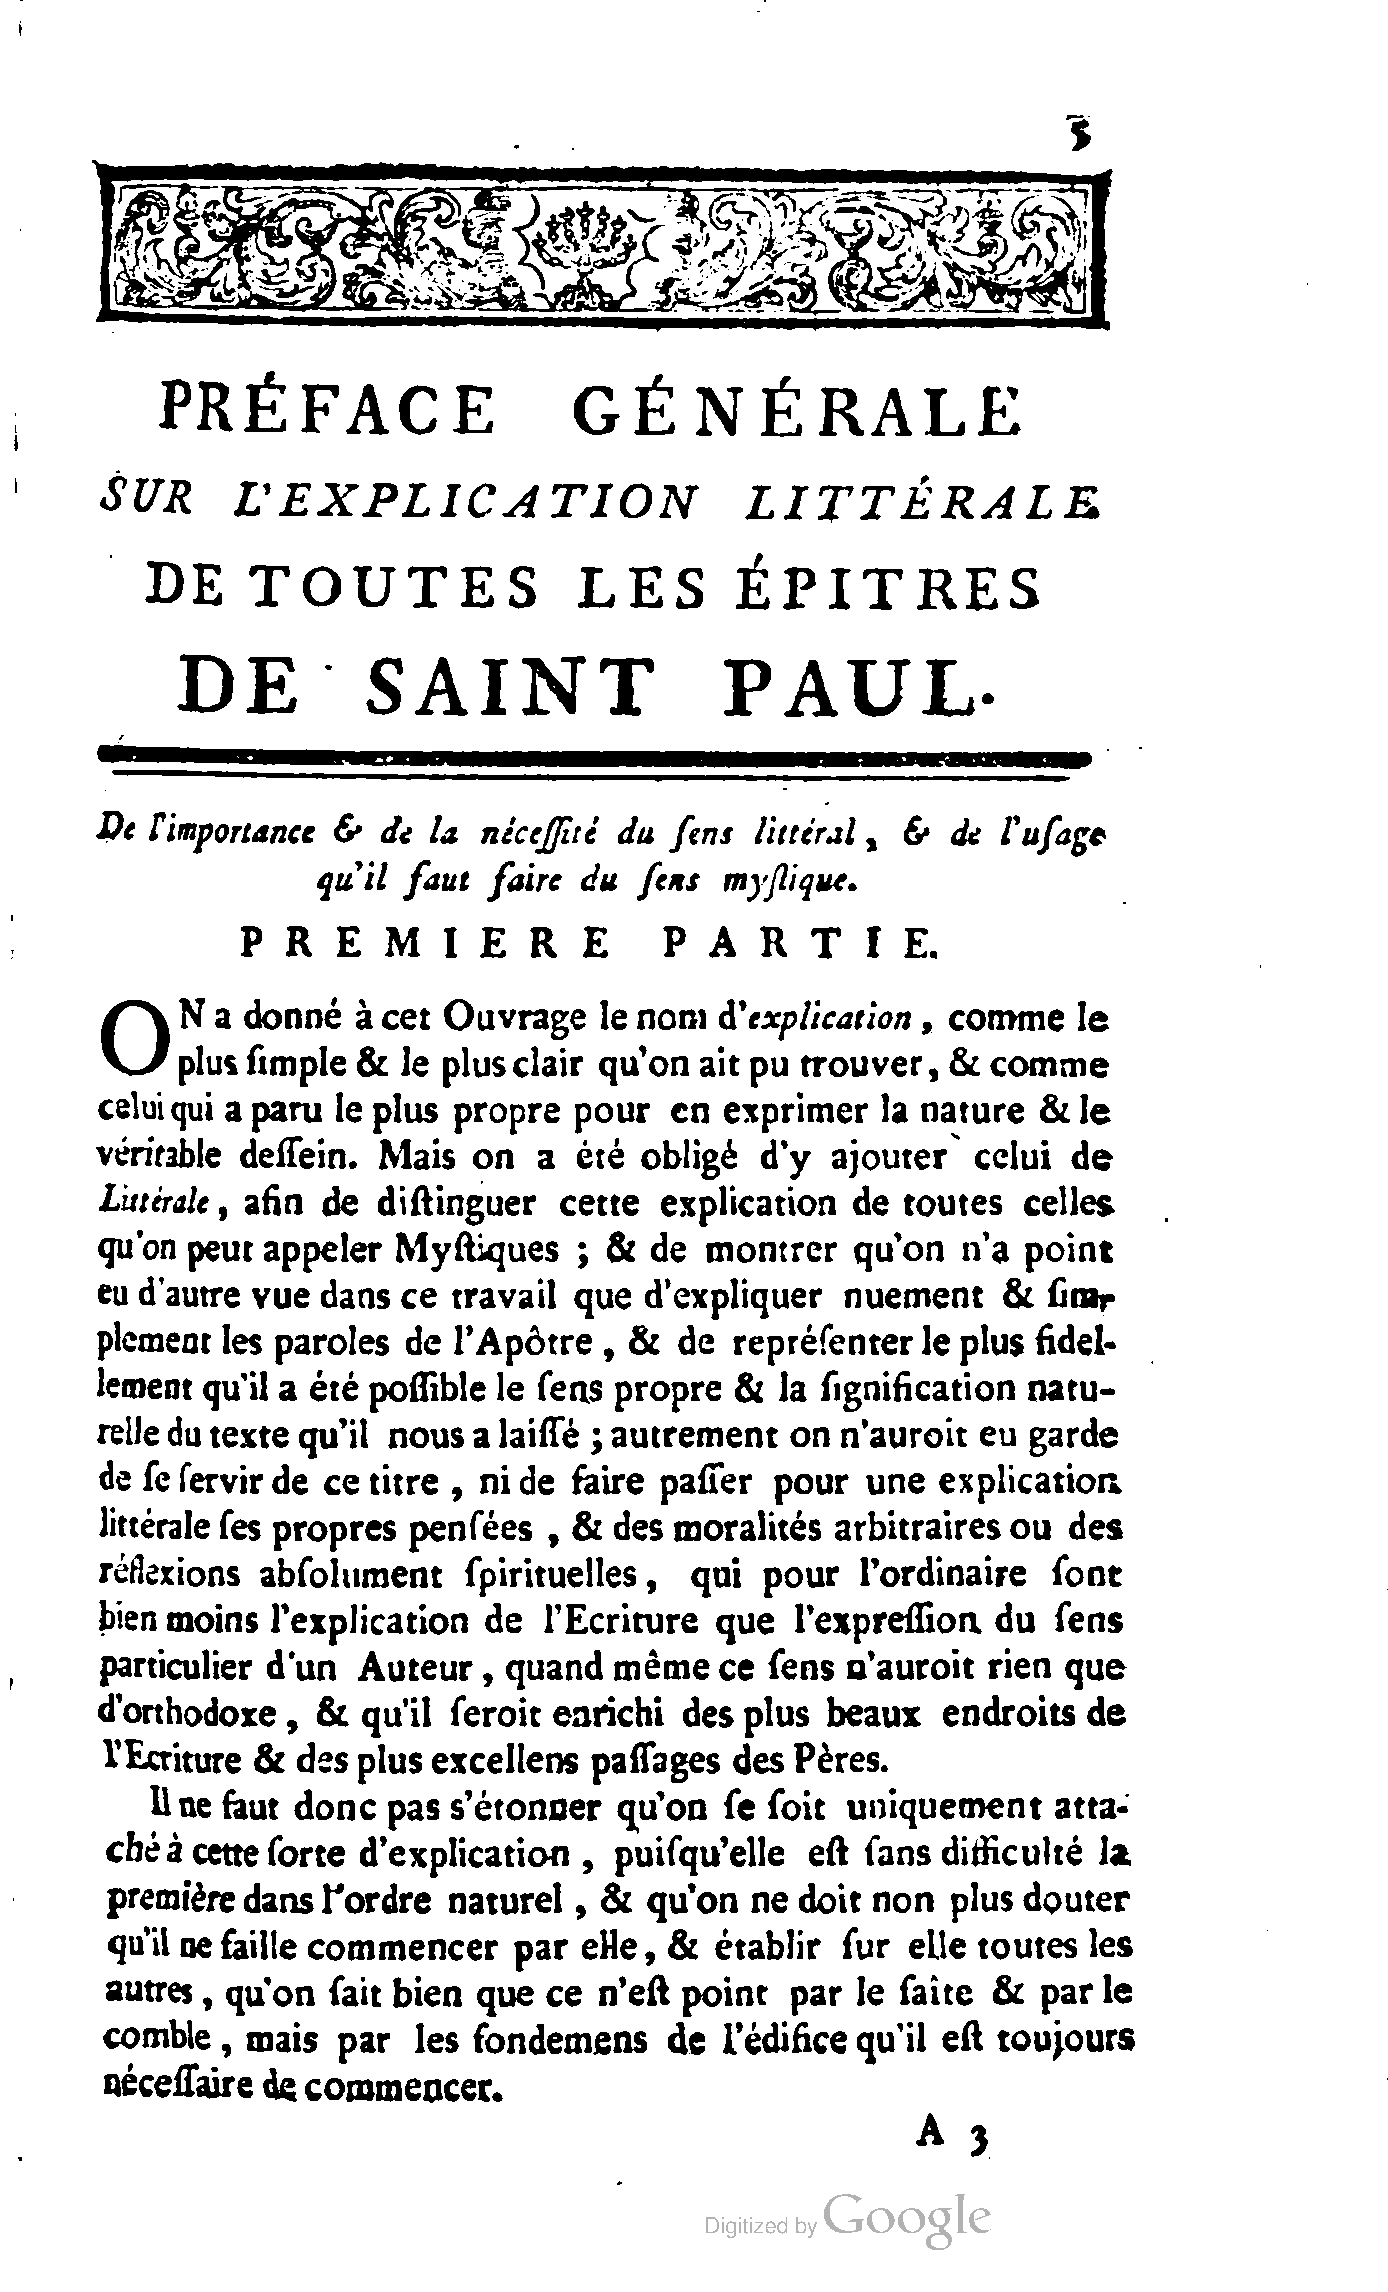 5
PRÉFACE GÉNÉRALE
SUR L'EXPLICATION LITTÉRALE
DE TOUTES LES ÉPITRES
DE SAINT PAUL.
De l'importance & de la néceſſité du ſens littéral, & de l'uſage
qu'il faut faire du ſens myſtique.
PREMIERE PARTIE.
ON a donné à cet Ouvrage le nom d'explication, comme le
plus ſimple & le plus clair qu'on ait pu trouver, & comme
celui qui a paru le plus propre pour en exprimer la nature & le
véritable deſſein. Mais on a été obligé d'y ajouter celui de
Littérale, afin de diſtinguer cette explication de toutes celles
qu'on peut appeler Myſtiques ; & de montrer qu'on n'a point
eu d'autre vue dans ce travail que d'expliquer nuement & ſim-
plement les paroles de l'Apôtre, & de repréſenter le plus fidel-
lement qu'il a été poſſible le ſens propre & la ſignification natu-
relle du texte qu'il nous a laiſſé ; autrement on n'auroit eu garde
de ſe ſervir de ce titre, ni de faire paſſer pour une explication
littérale ſes propres penſées, & des moralités arbitraires ou des
réflexions abſolument ſpirituelles, qui pour l'ordinaire ſont
bien moins l'explication de l'Ecriture que l'expreſſion du ſens
particulier d'un Auteur, quand même ce ſens n'auroit rien que
d'orthodoxe, & qu'il ſeroit enrichi des plus beaux endroits de
l'Ecriture & des plus excellens paſſages des Pères.
Il ne faut donc pas s'étonner qu'on ſe ſoit uniquement atta-
ché à cette ſorte d'explication, puiſqu'elle eſt ſans difficulté la
première dans l'ordre naturel, & qu'on ne doit non plus douter
qu'il ne faille commencer par elle, & établir ſur elle toutes les
autres, qu'on ſait bien que ce n'eſt point par le faîte & par le
comble, mais par les fondemens de l'édifice qu'il eſt toujours
néceſſaire de commencer.
A 3
Digitized by Google